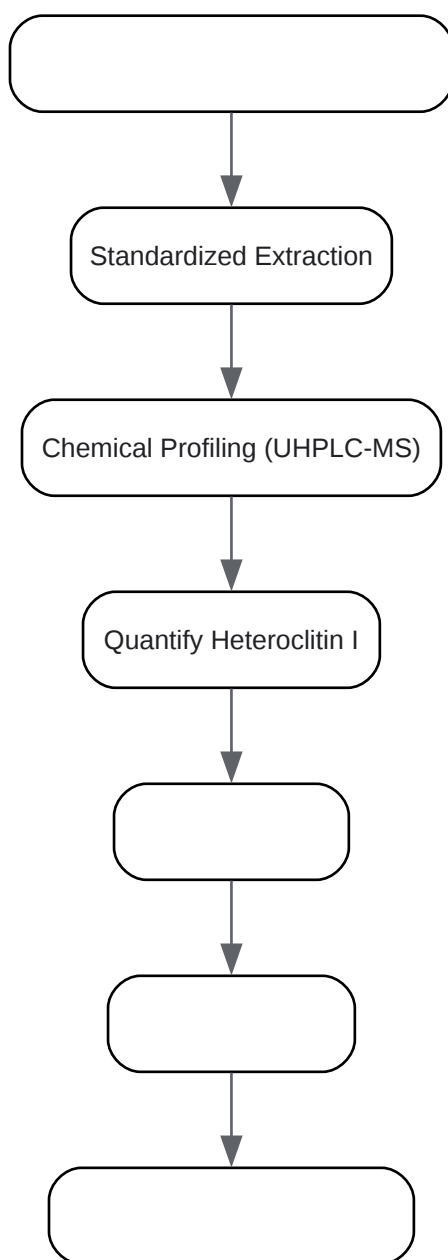 Standardized Extraction
Chemical Profiling (UHPLC-MS)
Quantify Heteroclitin I